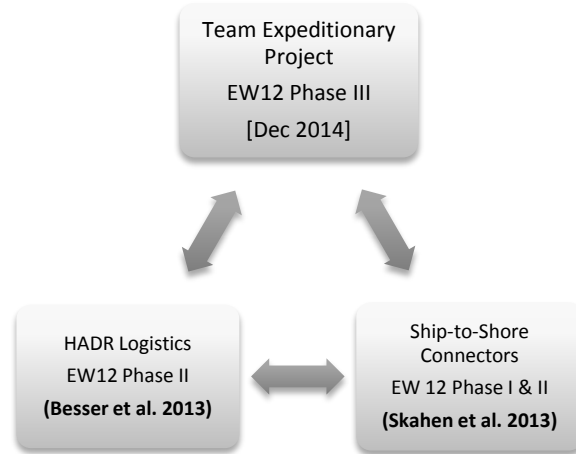 Team Expeditionary
Project
EW12 Phase III
[Dec 2014]
HADR Logistics
EW12 Phase II
(Besser et al. 2013)
Ship-to-Shore
Connectors
EW 12 Phase I & II
(Skahen et al. 2013)